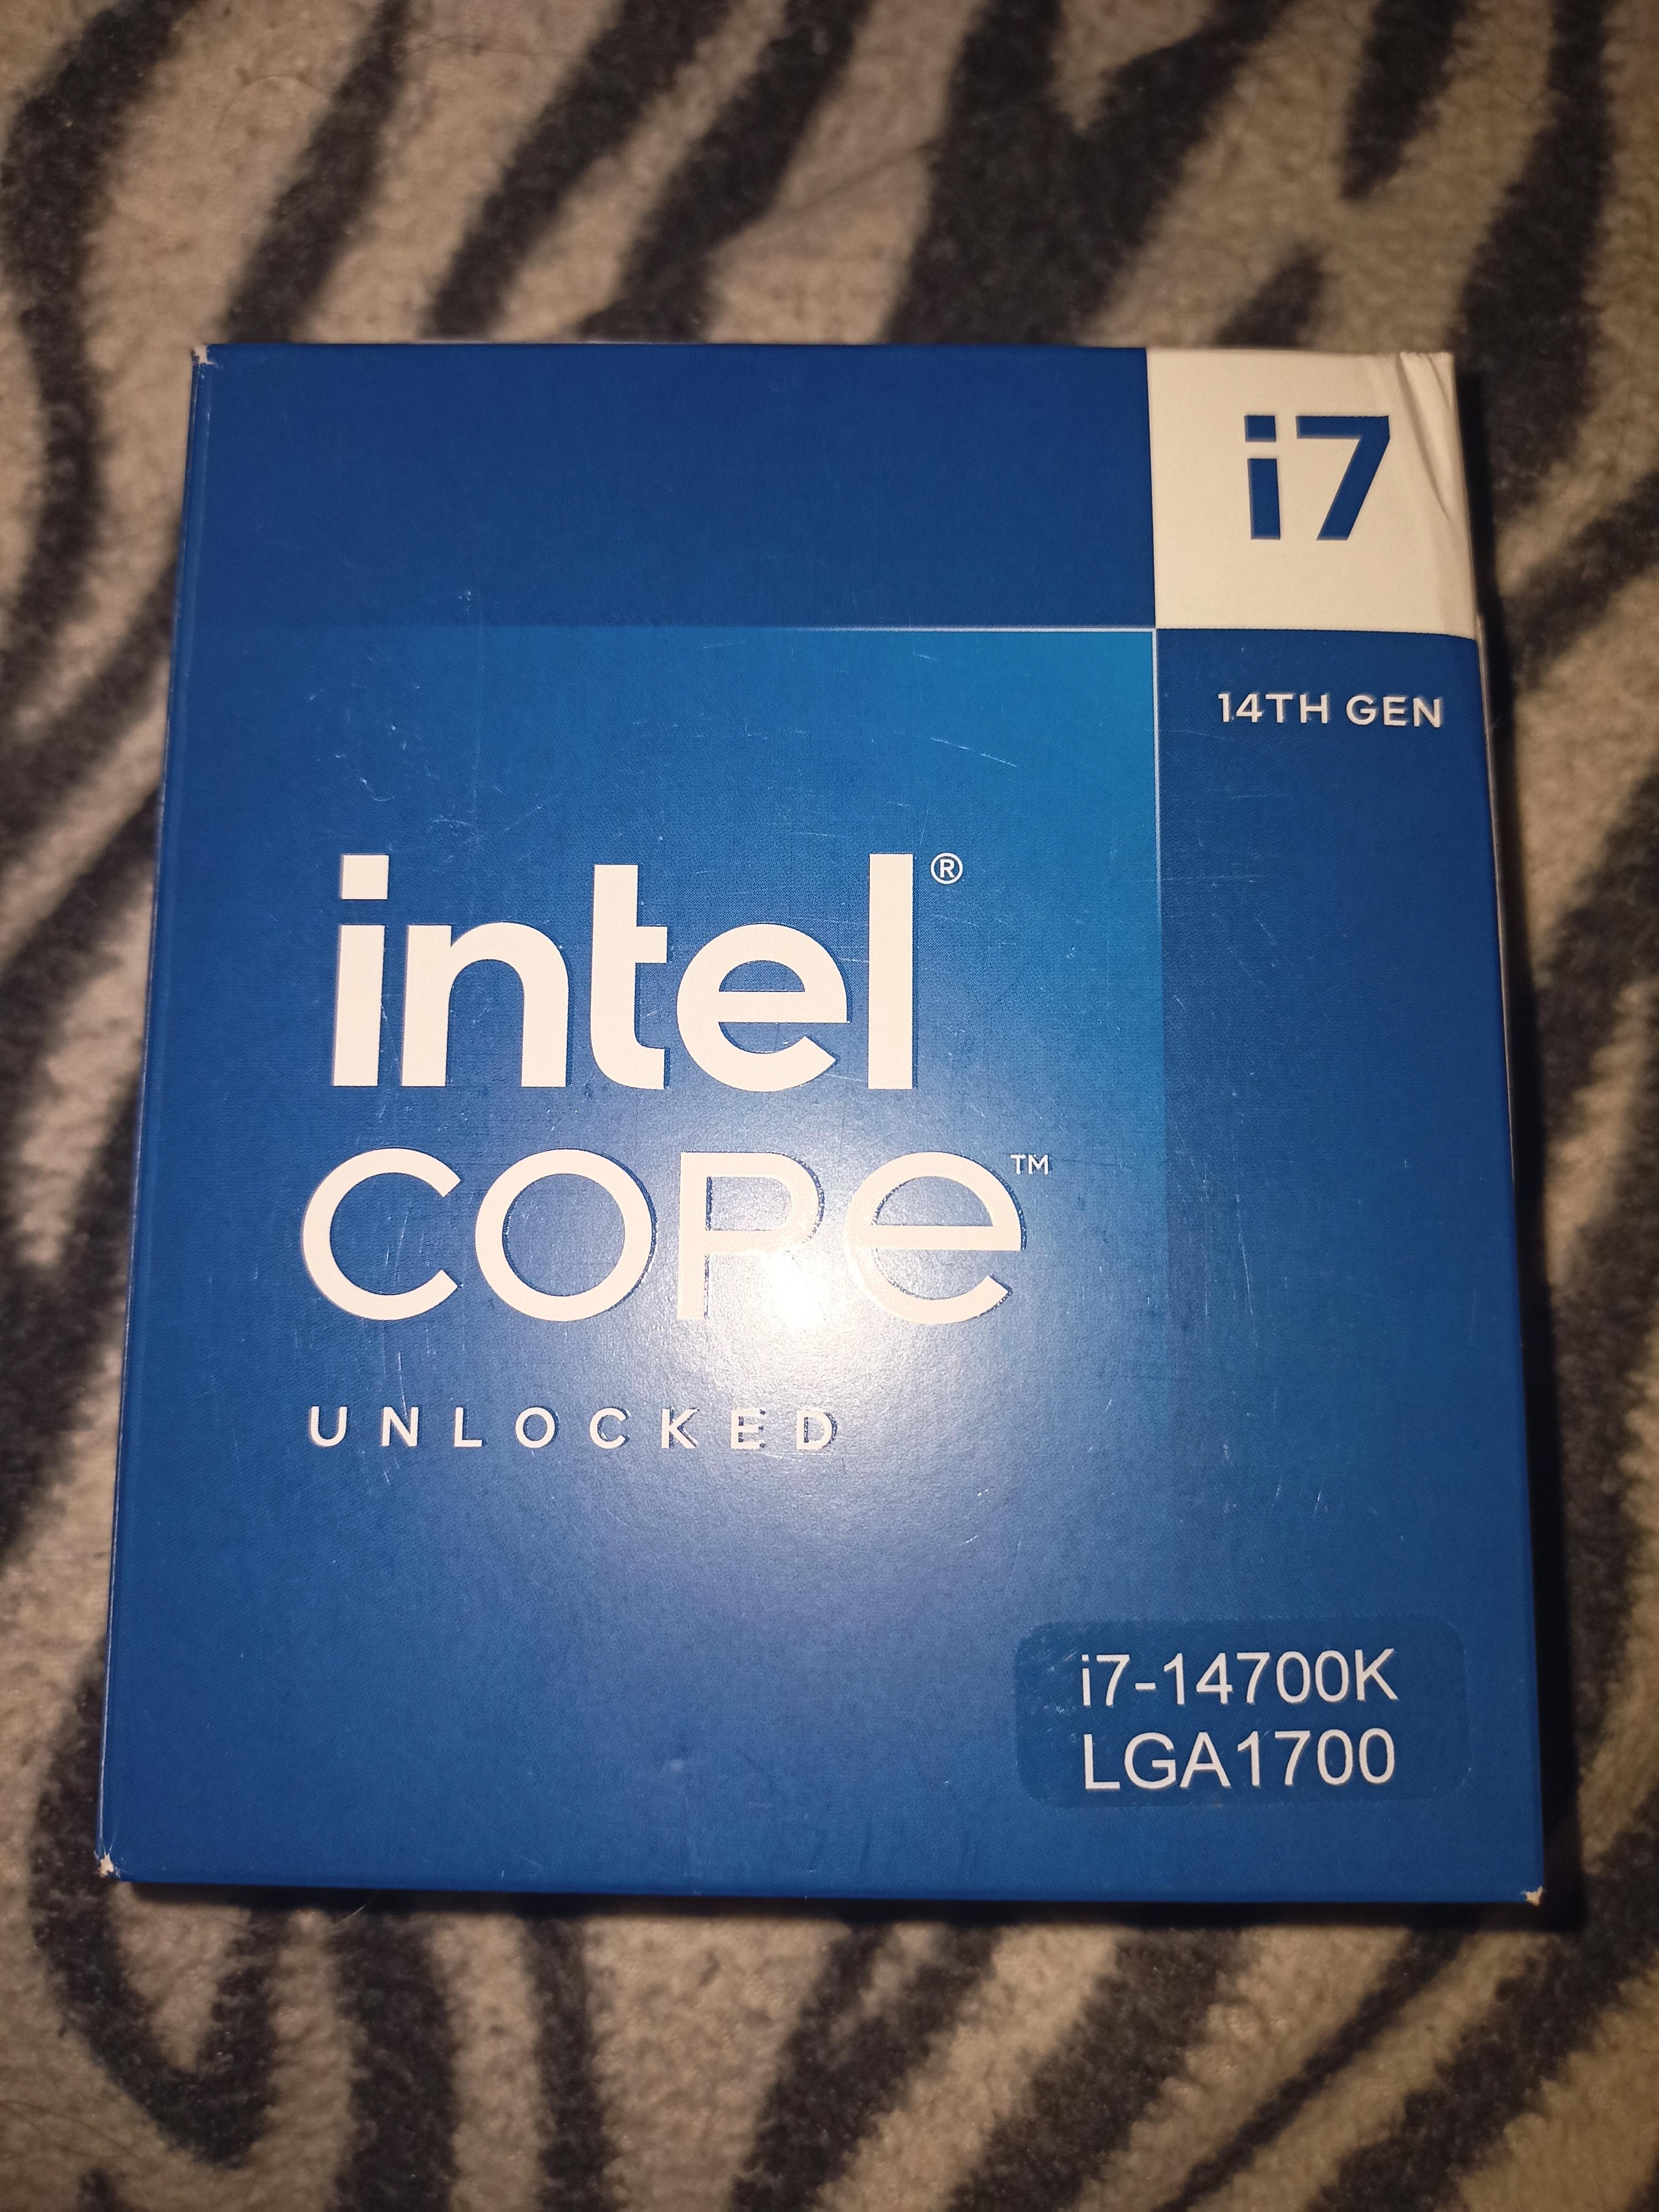 i7
14TH GEN
intel®
CORe™
UNLOCKED
i7-14700K
LGA1700